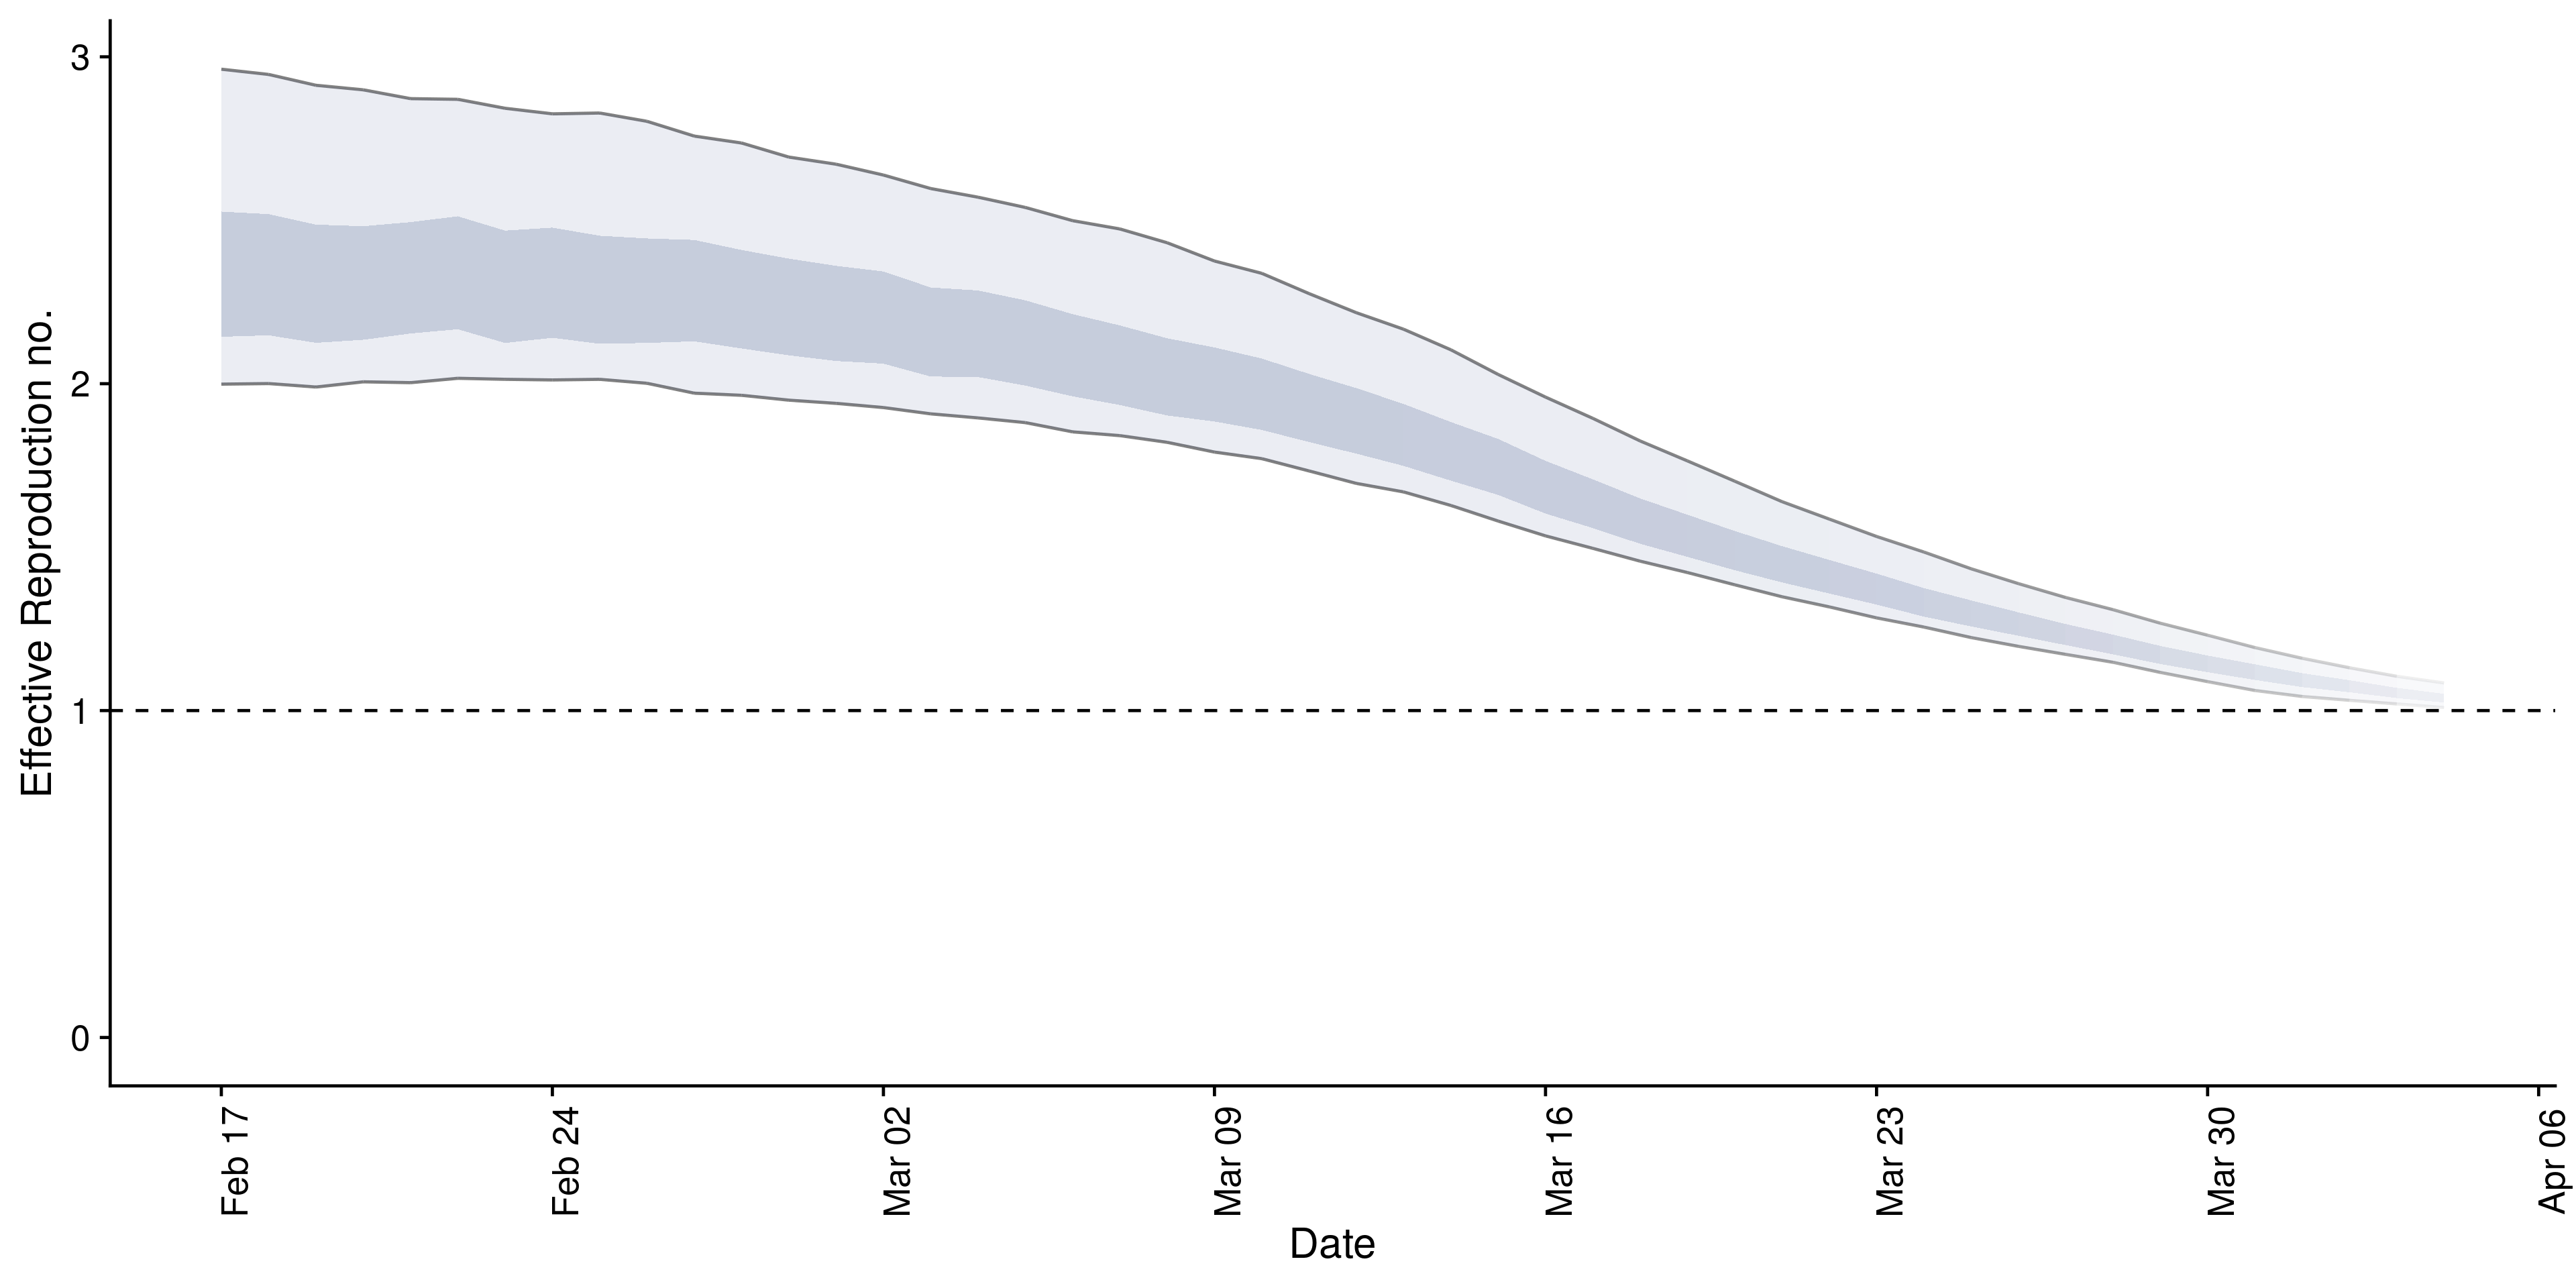 Effective Reproduction no.
3
2
1
0
Feb 17
Feb 24
Mar 02
Mar 09
Mar 16
Mar 23
Mar 30
Apr 06
Date